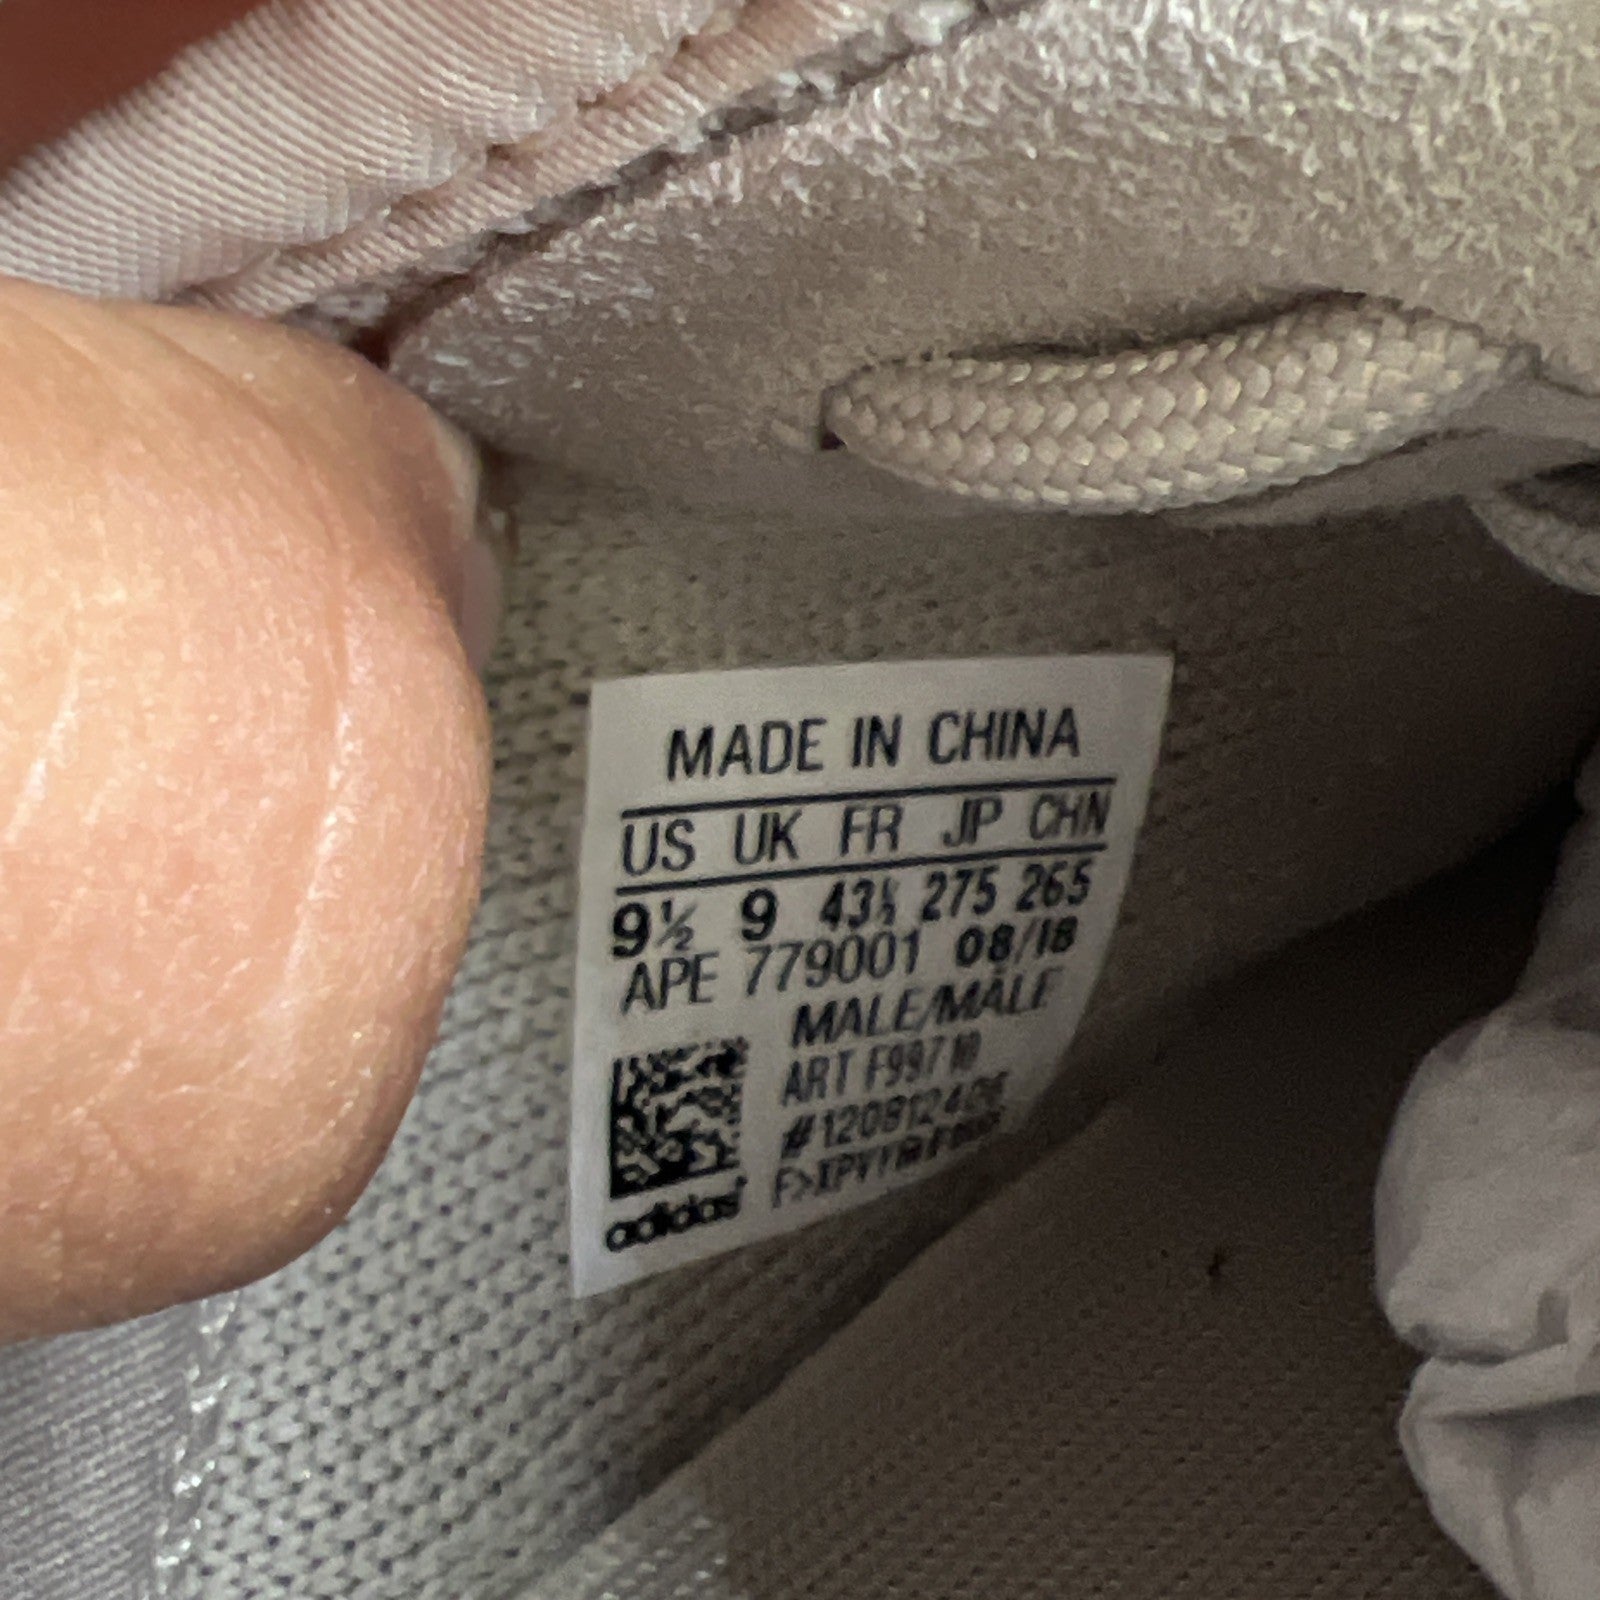 MADE IN CHINA
US UK FR JP CHN
9½ 9 43⅓ 275 265
APE 779001 08/18
MALE/MÂLE
ART F99710
adidas